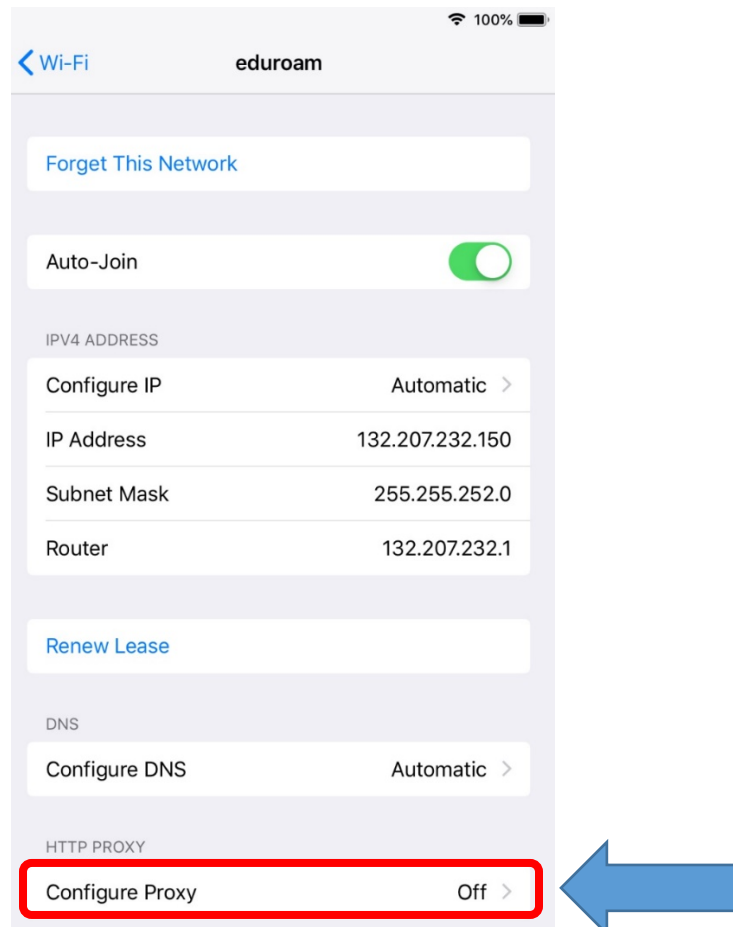 100%
Wi-Fi eduroam
Forget This Network
Auto-Join
IPV4 ADDRESS
Configure IP Automatic
IP Address 132.207.232.150
Subnet Mask 255.255.252.0
Router 132.207.232.1
Renew Lease
DNS
Configure DNS Automatic
HTTP PROXY
Configure Proxy Off